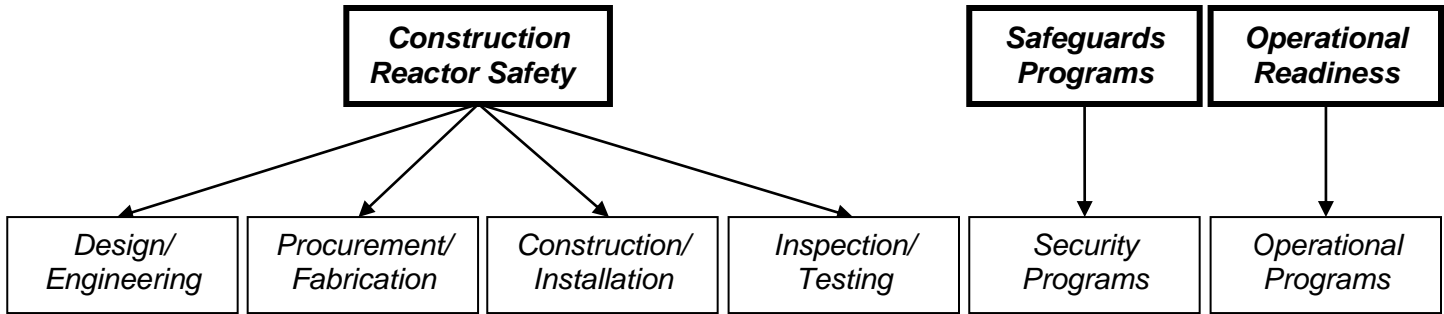 Construction
Reactor Safety
Safeguards
Programs
Operational
Readiness
Design/
Engineering
Procurement/
Fabrication
Construction/
Installation
Inspection/
Testing
Security
Programs
Operational
Programs